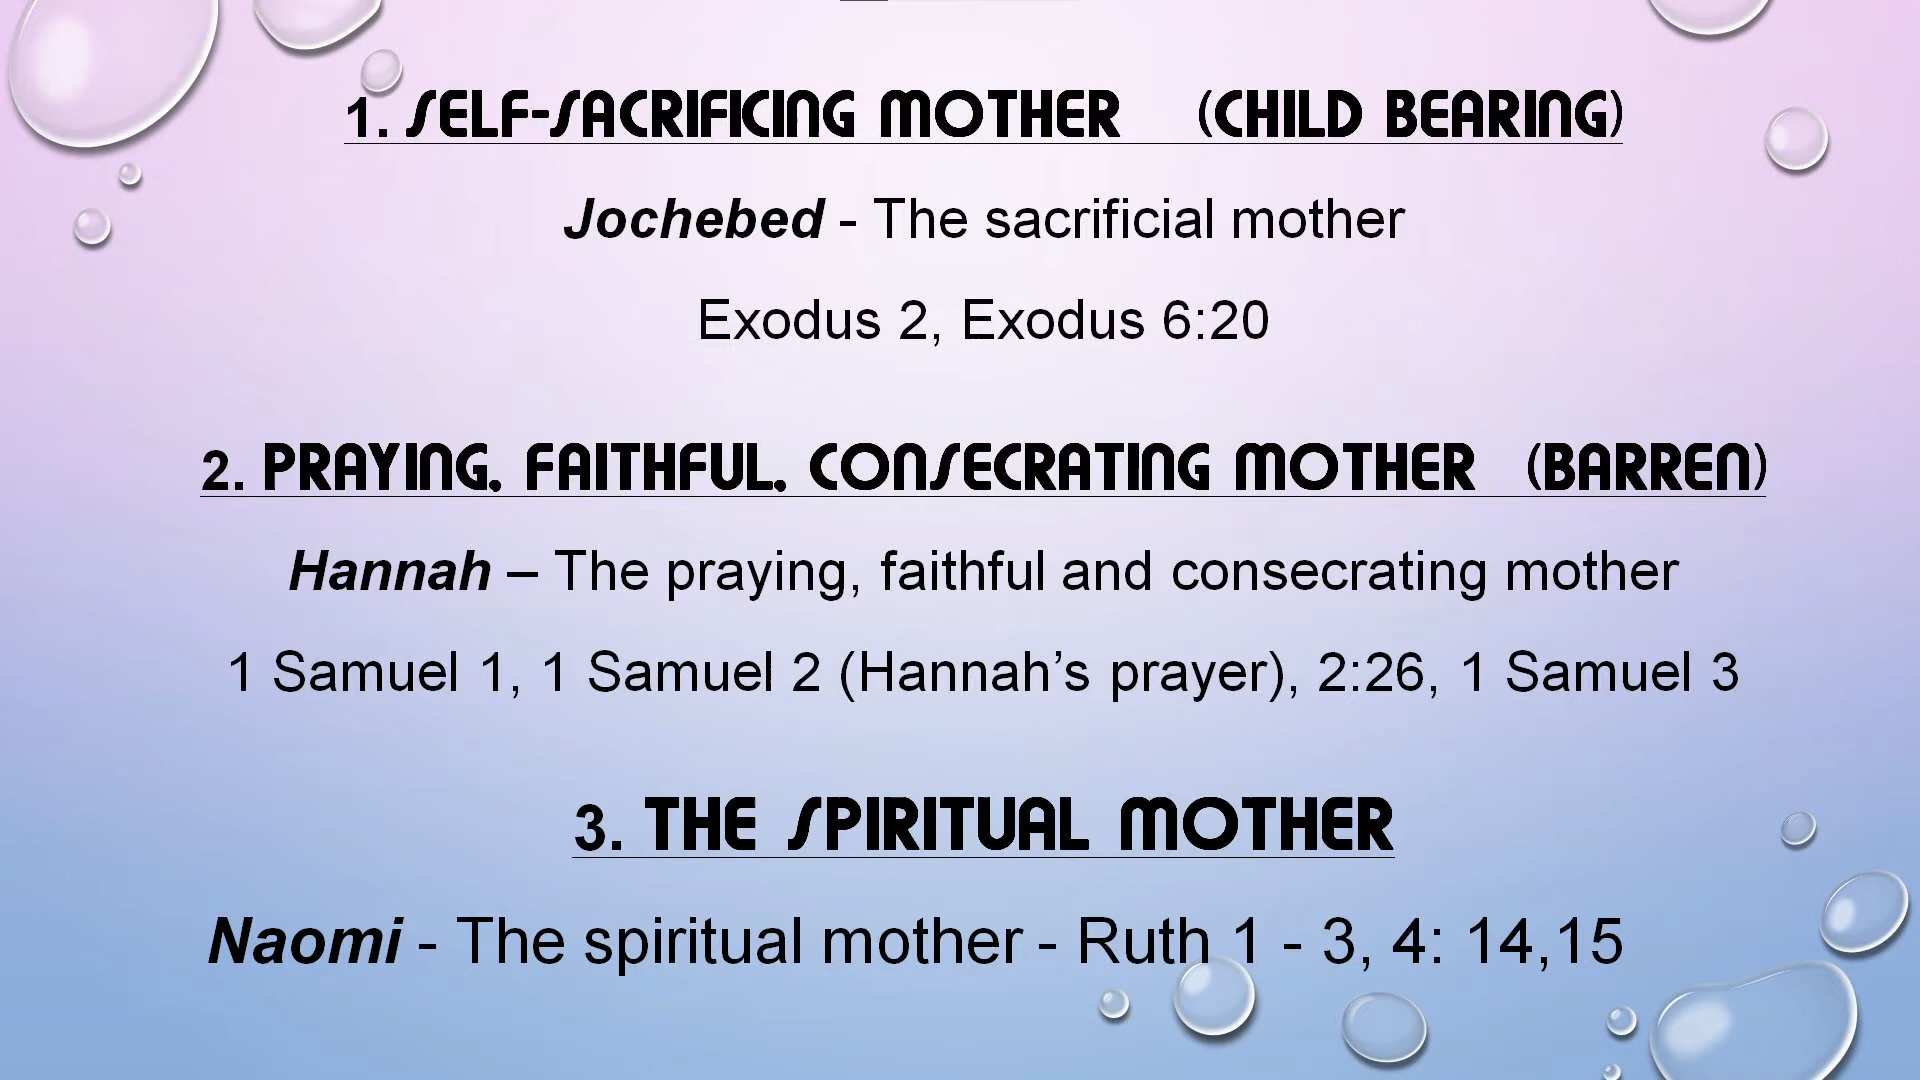 1. SELF-SACRIFICING MOTHER (CHILD BEARING)
Jochebed - The sacrificial mother
Exodus 2, Exodus 6:20
2. PRAYING, FAITHFUL, CONSECRATING MOTHER (BARREN)
Hannah – The praying, faithful and consecrating mother
1 Samuel 1, 1 Samuel 2 (Hannah’s prayer), 2:26, 1 Samuel 3
3. THE SPIRITUAL MOTHER
Naomi - The spiritual mother - Ruth 1 - 3, 4: 14,15